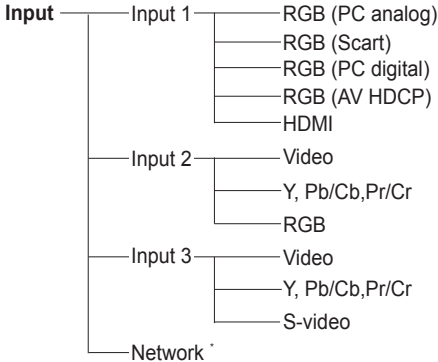 Input Input 1 RGB (PC analog)
RGB (Scart)
RGB (PC digital)
RGB (AV HDCP)
HDMI
Input 2 Video
Y, Pb/Cb,Pr/Cr
RGB
Input 3 Video
Y, Pb/Cb,Pr/Cr
S-video
Network *